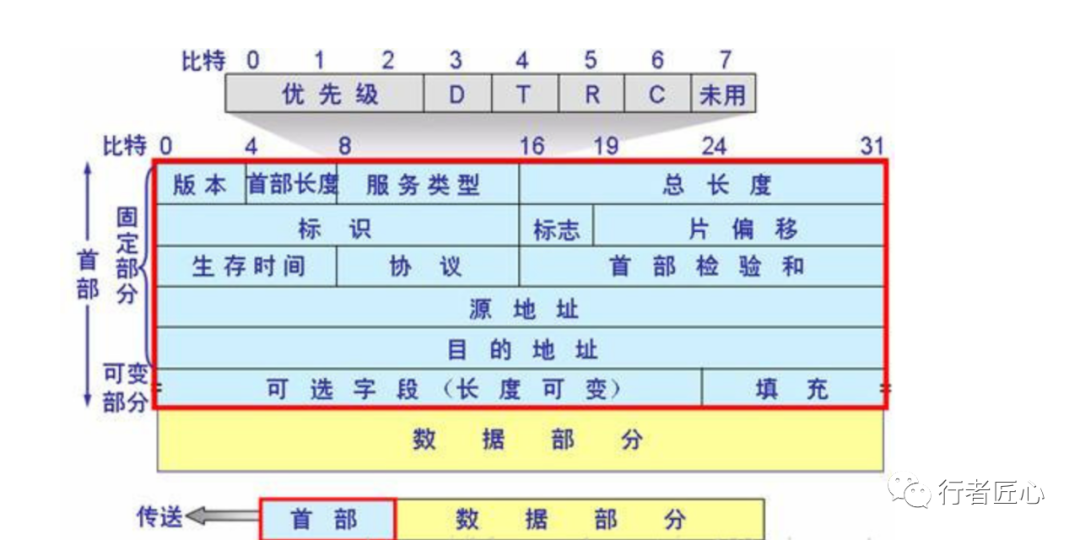 比特 0 1 2 3 4 5 6 7
优先级 D T R C 未用
比特 0 4 8 16 19 24 31
版本 首部长度 服务类型 总长度
标识 标志 片偏移
生存时间 协议 首部检验和
源地址
目的地址
可选字段（长度可变） 填充
首部
固定部分
可变部分
数据部分
行者匠心
传送 首部 数据部分